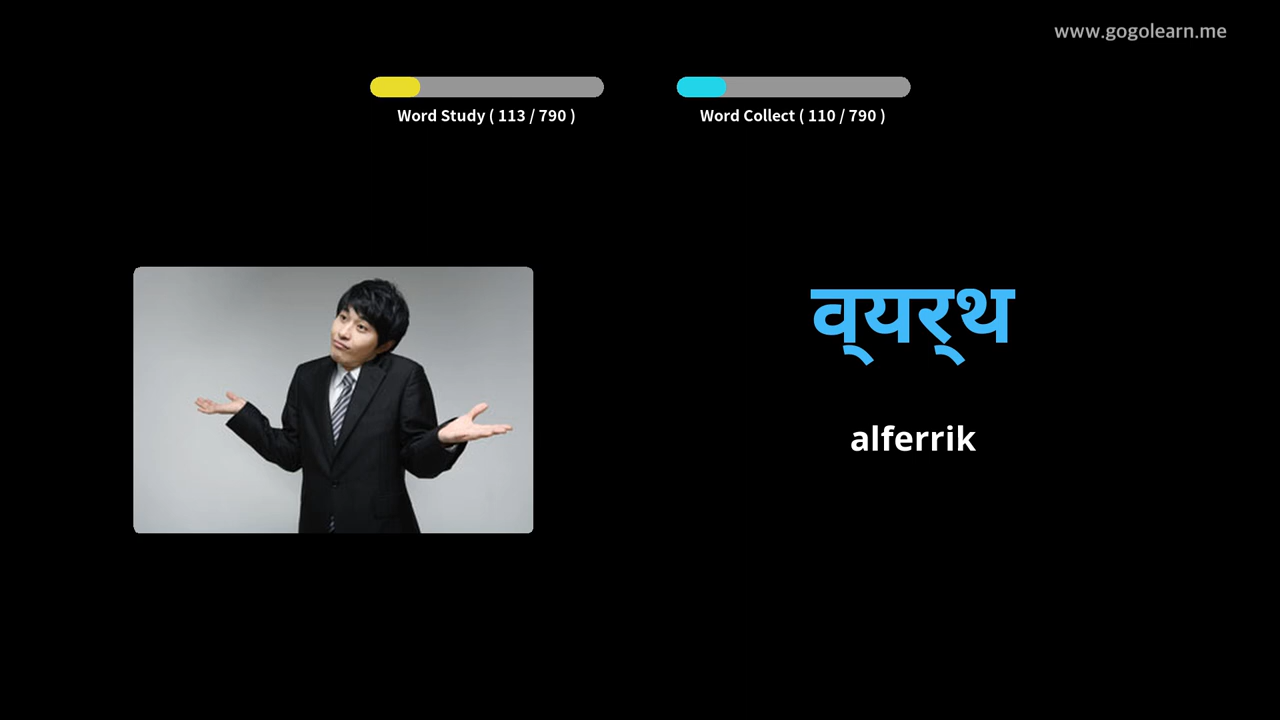 www.gogolearn.me
Word Study ( 113 / 790 )
Word Collect ( 110 / 790 )
व्यर्थ
alferrik